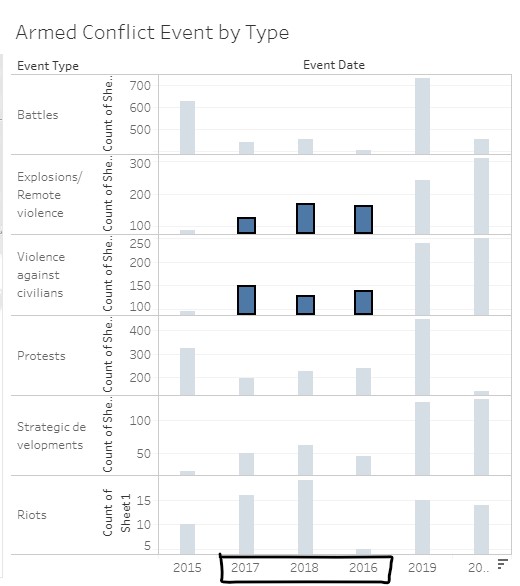 Armed Conflict Event by Type
Event Type
Event Date
Battles
Count of She..
700
600
500
Explosions/
Remote
violence
Count of She..
300
200
100
Violence
against
civilians
Count of She..
250
200
150
100
Protests
Count of She..
400
300
200
Strategic de
velopments
Count of She..
100
50
Riots
Count of
Sheet1
15
10
5
2015 2017 2018 2016 2019 20..